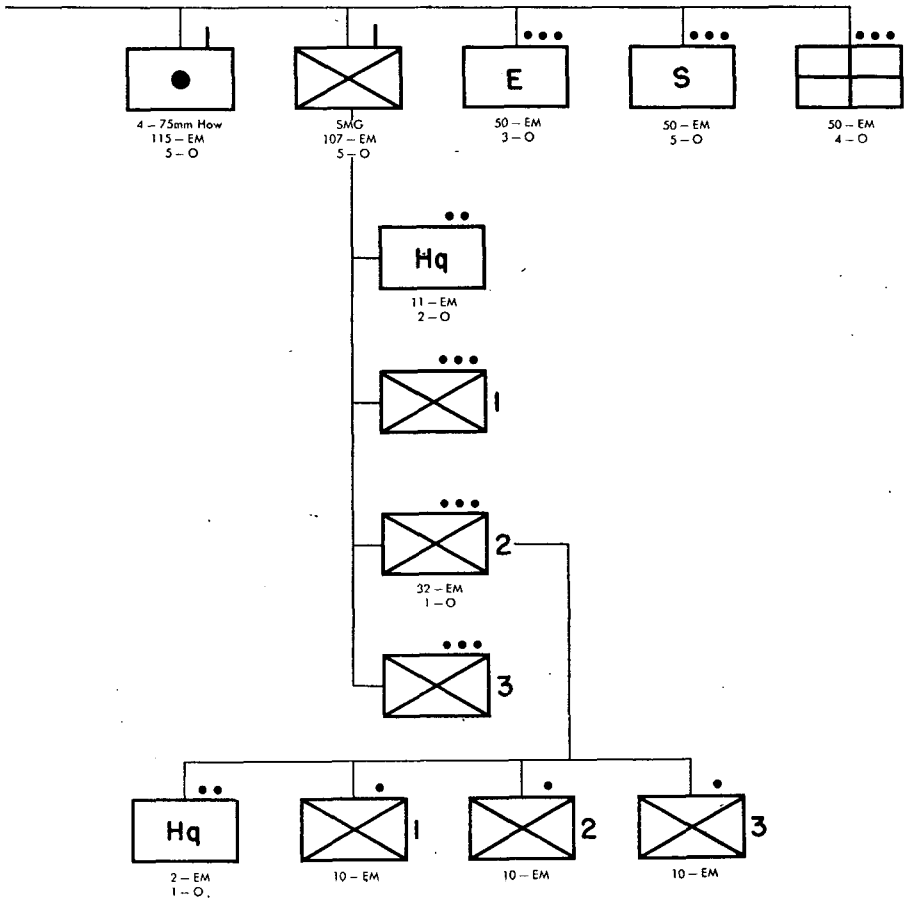 E
S
4 – 75mm How
115 – EM
5 – O
SMG
107 – EM
5 – O
50 – EM
3 – O
50 – EM
5 – O
50 – EM
4 – O
Hq
11 – EM
2 – O
1
2
32 – EM
1 – O
3
Hq
2 – EM
1 – O
1
10 – EM
2
10 – EM
3
10 – EM